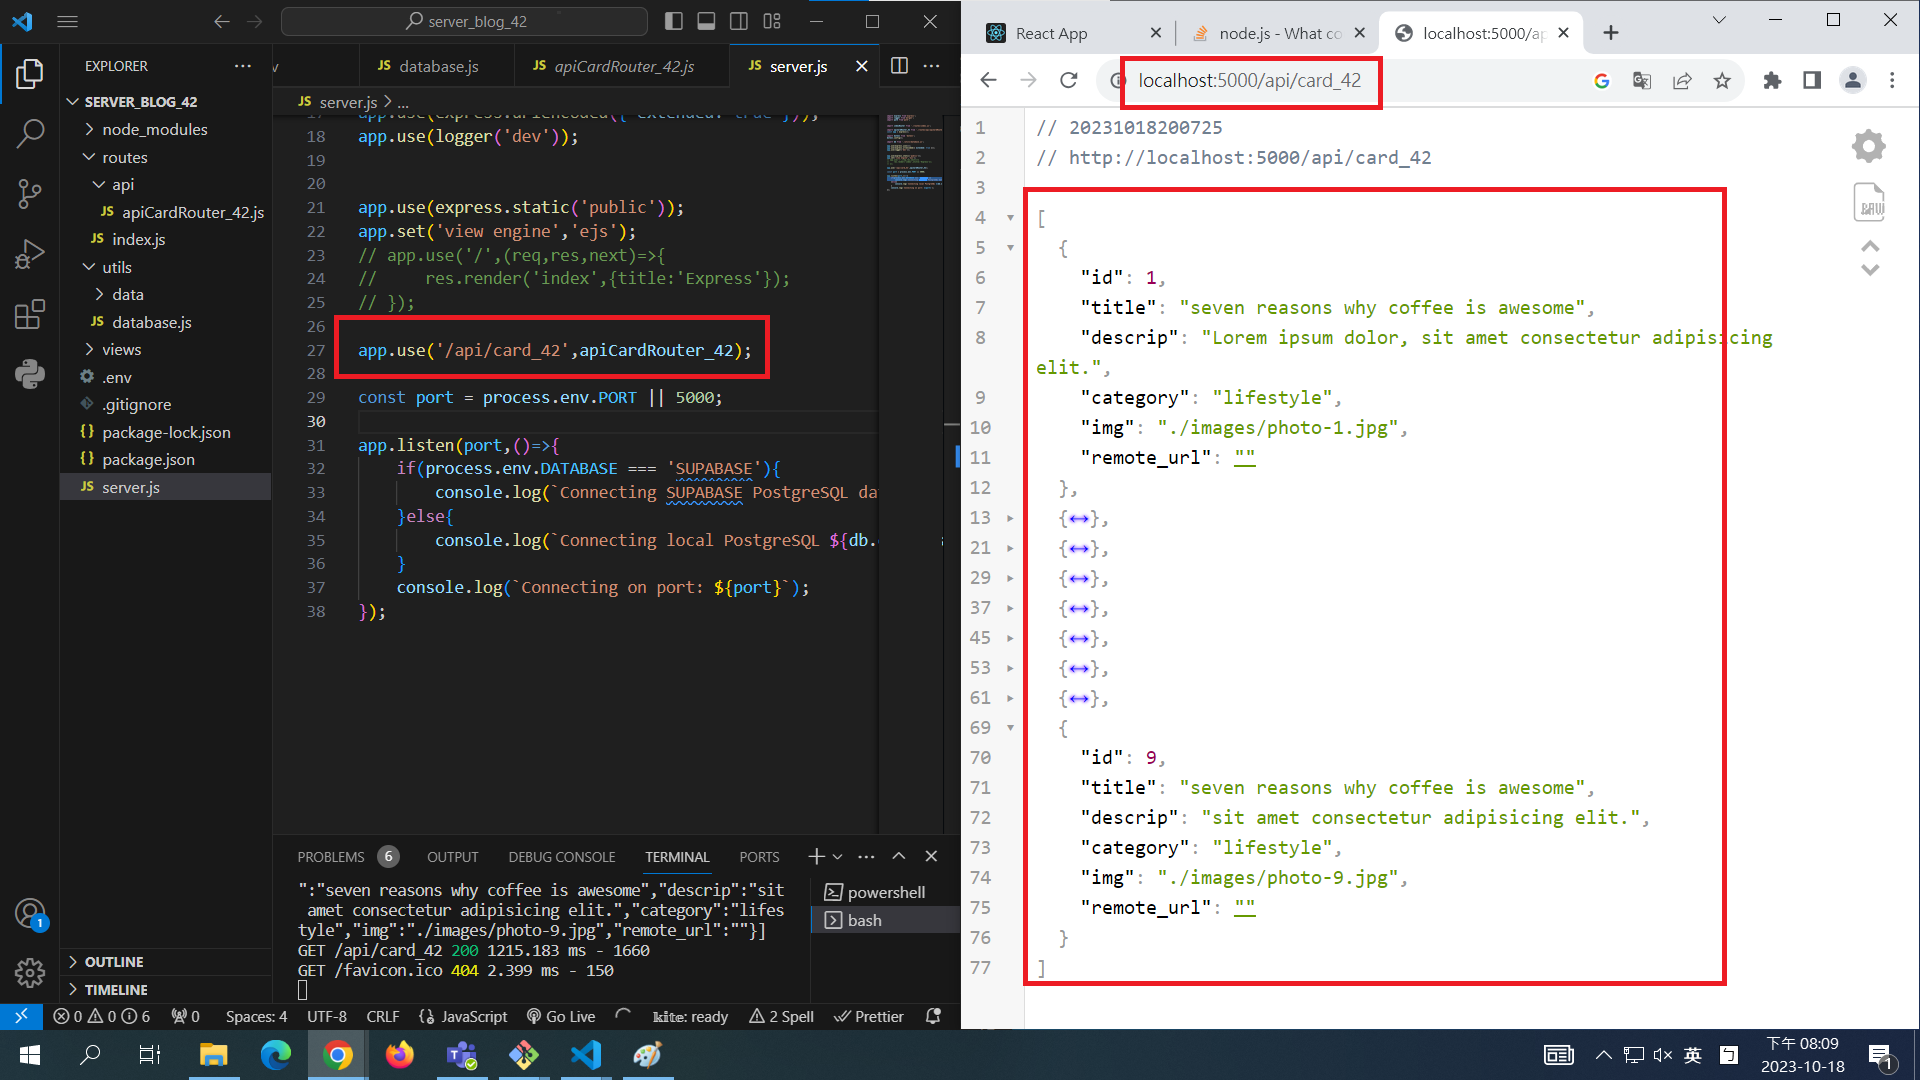 server_blog_42
EXPLORER
SERVER_BLOG_42
node_modules
routes
api
JS apiCardRouter_42.js
JS index.js
utils
data
JS database.js
views
.env
.gitignore
{} package-lock.json
{} package.json
JS server.js
OUTLINE
TIMELINE
JS database.js
JS apiCardRouter_42.js
JS server.js
JS server.js > ...
17 app.use(express.urlencoded({ extended: true }));
18 app.use(logger('dev'));
19
20
21 app.use(express.static('public'));
22 app.set('view engine','ejs');
23 // app.use('/',(req,res,next)=>{
24 //     res.render('index',{title:'Express'});
25 // });
26
27 app.use('/api/card_42',apiCardRouter_42);
28
29 const port = process.env.PORT || 5000;
30
31 app.listen(port,()=>{
32     if(process.env.DATABASE === 'SUPABASE'){
33         console.log(`Connecting SUPABASE PostgreSQL da
34     }else{
35         console.log(`Connecting local PostgreSQL ${db.
36     }
37     console.log(`Connecting on port: ${port}`);
38 });
PROBLEMS 6 OUTPUT DEBUG CONSOLE TERMINAL PORTS
":"seven reasons why coffee is awesome","descrip":"sit
amet consectetur adipisicing elit.","category":"lifes
tyle","img":"./images/photo-9.jpg","remote_url":""}]
GET /api/card_42 200 1215.183 ms - 1660
GET /favicon.ico 404 2.399 ms - 150
powershell
bash
1
0 0 6 0 Spaces: 4 UTF-8 CRLF {} JavaScript Go Live kite: ready 2 Spell Prettier
React App
node.js - What co
localhost:5000/ap
localhost:5000/api/card_42
1 // 20231018200725
2 // http://localhost:5000/api/card_42
3
4 [
5 {
6 "id": 1,
7 "title": "seven reasons why coffee is awesome",
8 "descrip": "Lorem ipsum dolor, sit amet consectetur adipisicing
elit.",
9 "category": "lifestyle",
10 "img": "./images/photo-1.jpg",
11 "remote_url": ""
12 },
13 {↔},
21 {↔},
29 {↔},
37 {↔},
45 {↔},
53 {↔},
61 {↔},
69 {
70 "id": 9,
71 "title": "seven reasons why coffee is awesome",
72 "descrip": "sit amet consectetur adipisicing elit.",
73 "category": "lifestyle",
74 "img": "./images/photo-9.jpg",
75 "remote_url": ""
76 }
77 ]
RAW
英
下午 08:09
2023-10-18
1